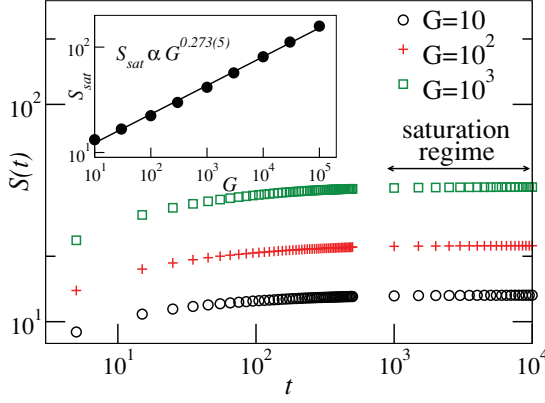 S_sat ∝ G^0.273(5)
10^2
S_sat
10^1
10^1 10^2 10^3 10^4 10^5
G
G=10
G=10^2
G=10^3
saturation
regime
10^2
S(t)
10^1
10^1 10^2 10^3 10^4
t